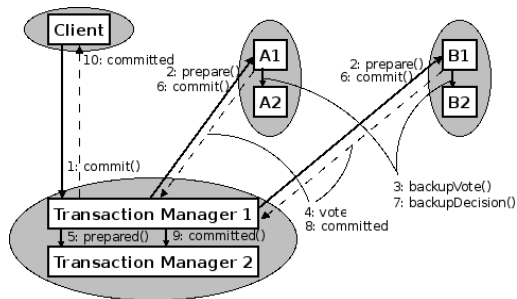 Client
10: committed
A1
A2
B1
B2
2: prepare()
6: commit()
2: prepare()
6: commit()
1: commit()
3: backupVote()
7: backupDecision()
4: vote
8: committed
Transaction Manager 1
5: prepared()
9: committed()
Transaction Manager 2